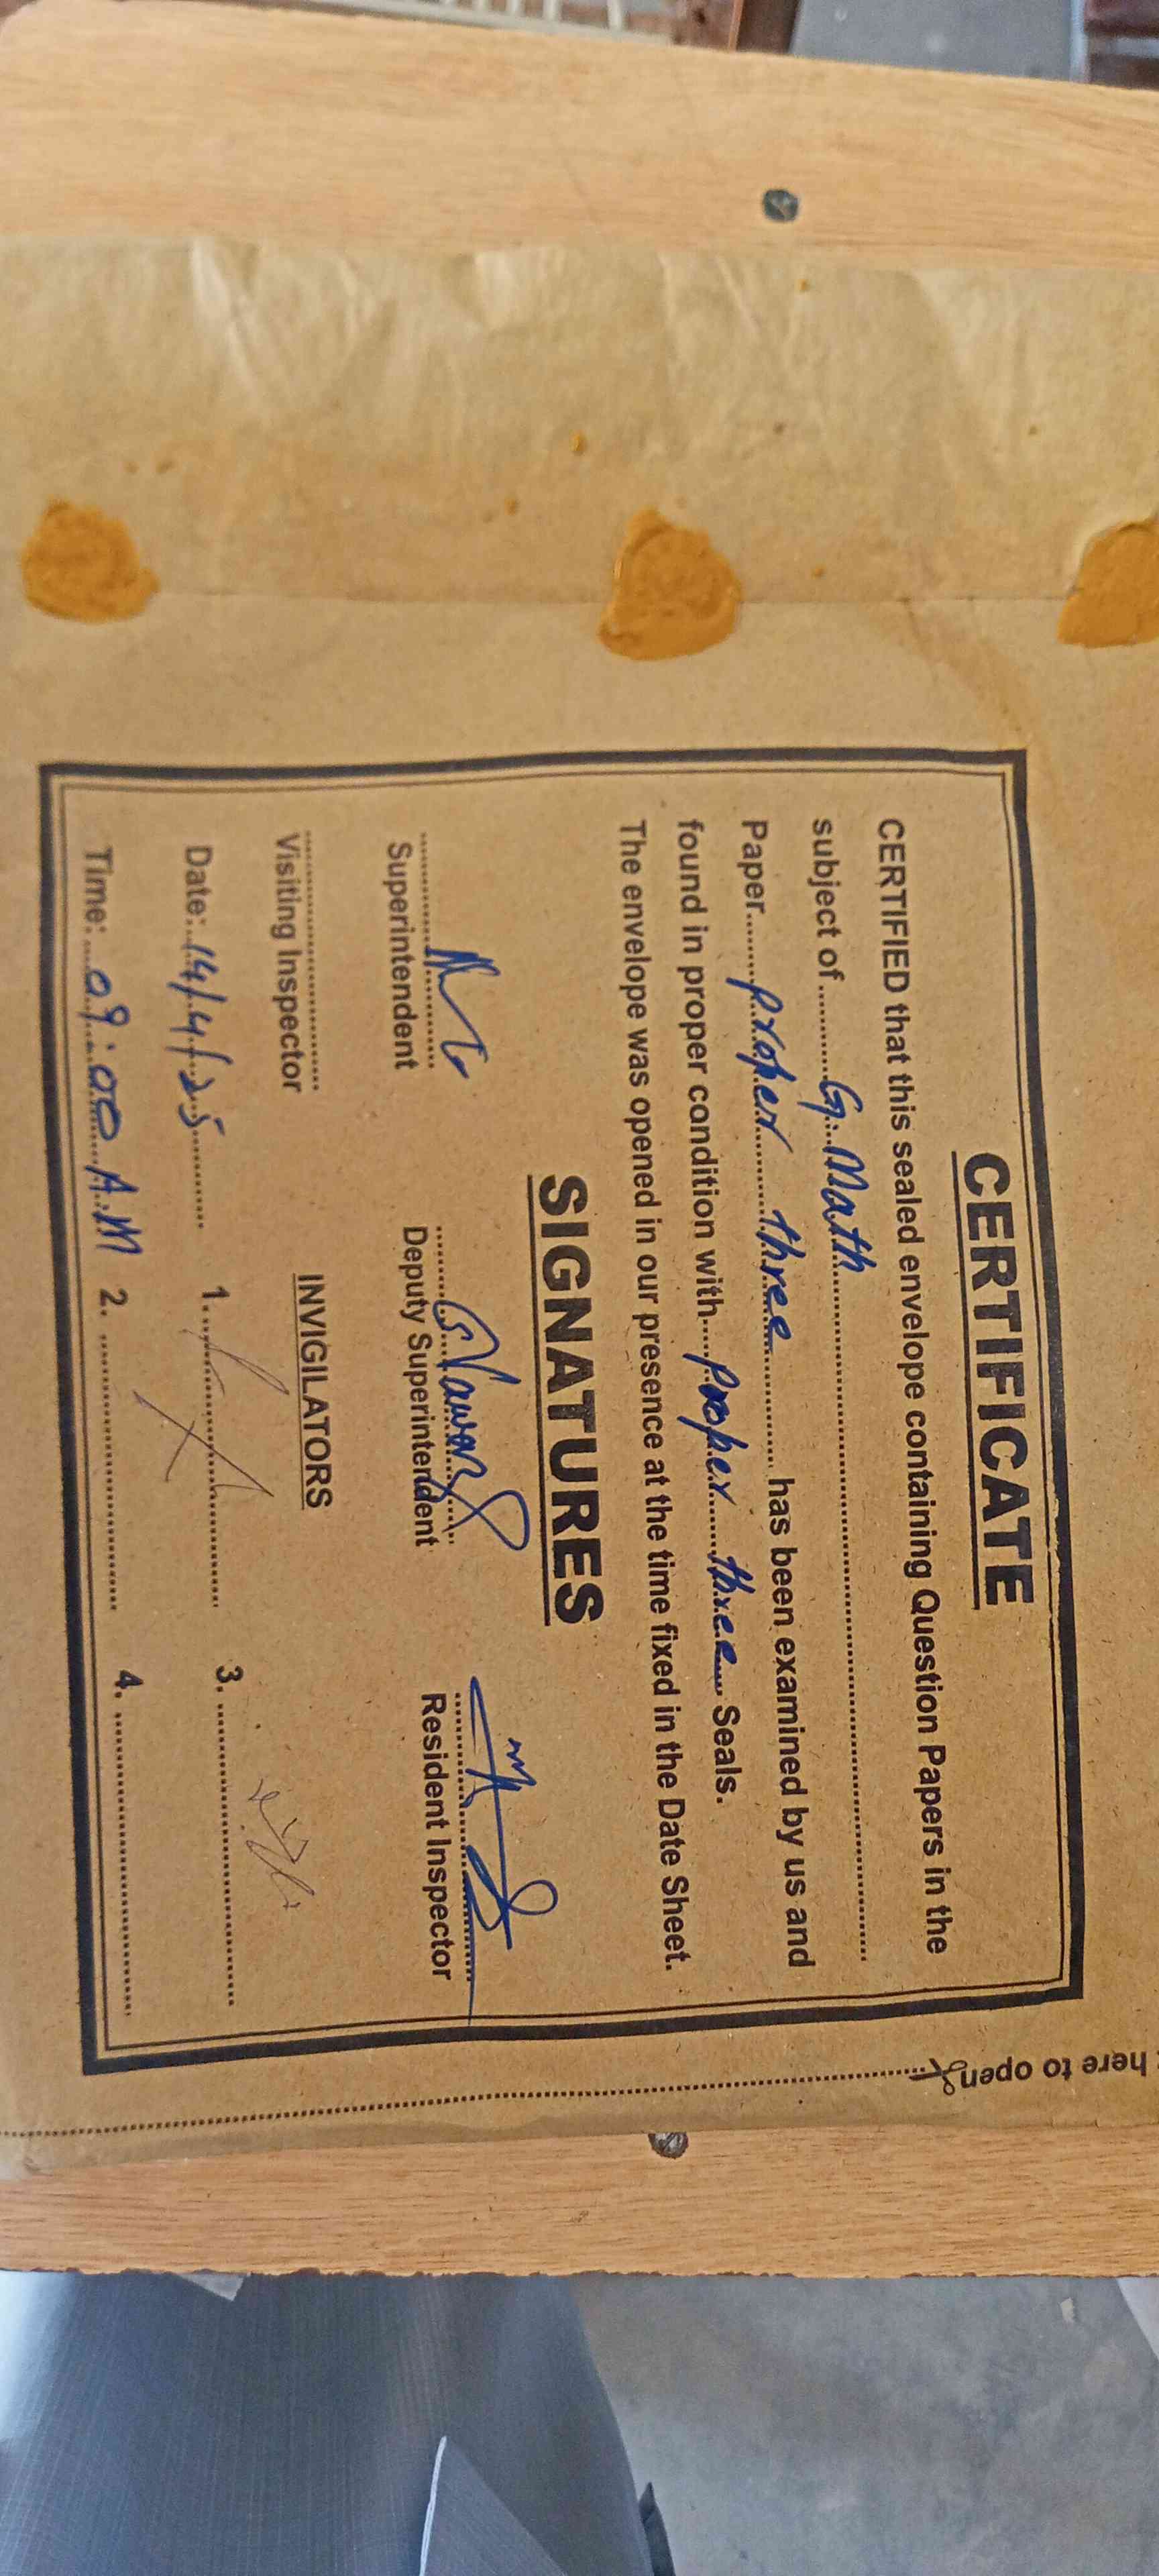 CERTIFICATE
CERTIFIED that this sealed envelope containing Question Papers in the
subject of ..........G. Math..........
Paper........proper three........has been examined by us and
found in proper condition with.....proper three.....Seals.
The envelope was opened in our presence at the time fixed in the Date Sheet.
SIGNATURES
Superintendent Deputy Superintendent Resident Inspector
Visiting Inspector
INVIGILATORS
Date: 14/4/25 1. 3.
Time: 09:00 A.M 2. 4.
here to open